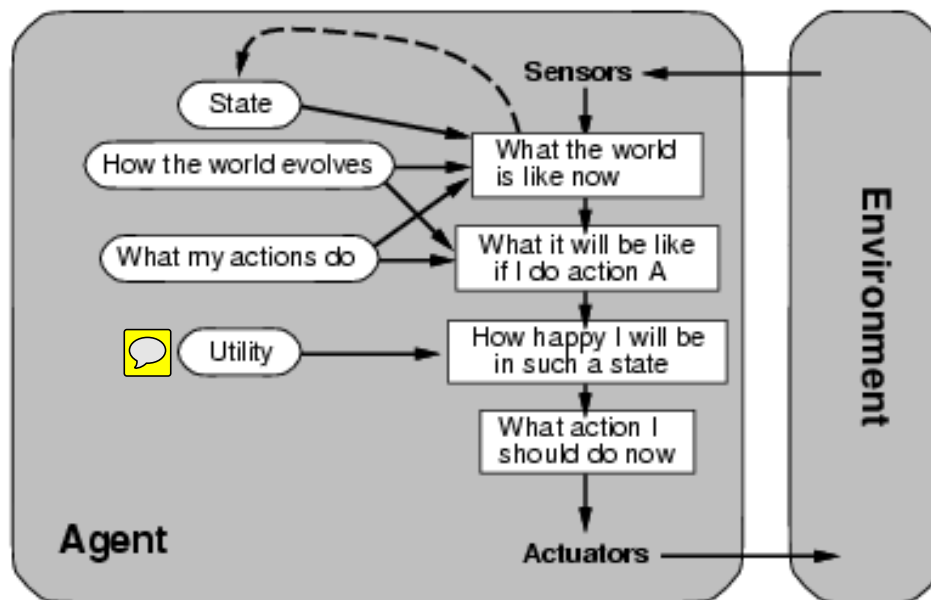 Sensors
State
What the world
is like now
How the world evolves
What it will be like
if I do action A
What my actions do
How happy I will be
in such a state
Utility
What action I
should do now
Agent
Actuators
Environment